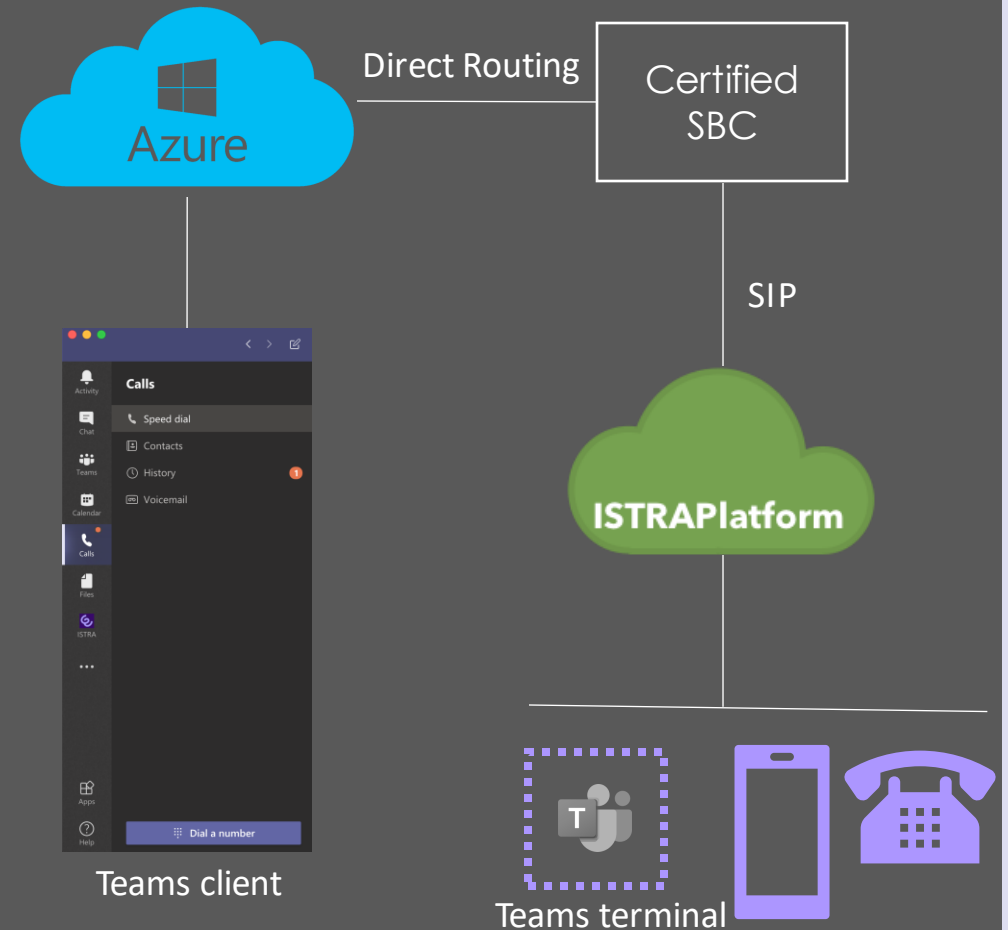 Azure
Direct Routing
Certified
SBC
SIP
Activity
Chat
Teams
Calendar
Calls
Files
ISTRA
Apps
Help
Calls
Speed dial
Contacts
History
1
Voicemail
Dial a number
Teams client
ISTRAPlatform
T
Teams terminal